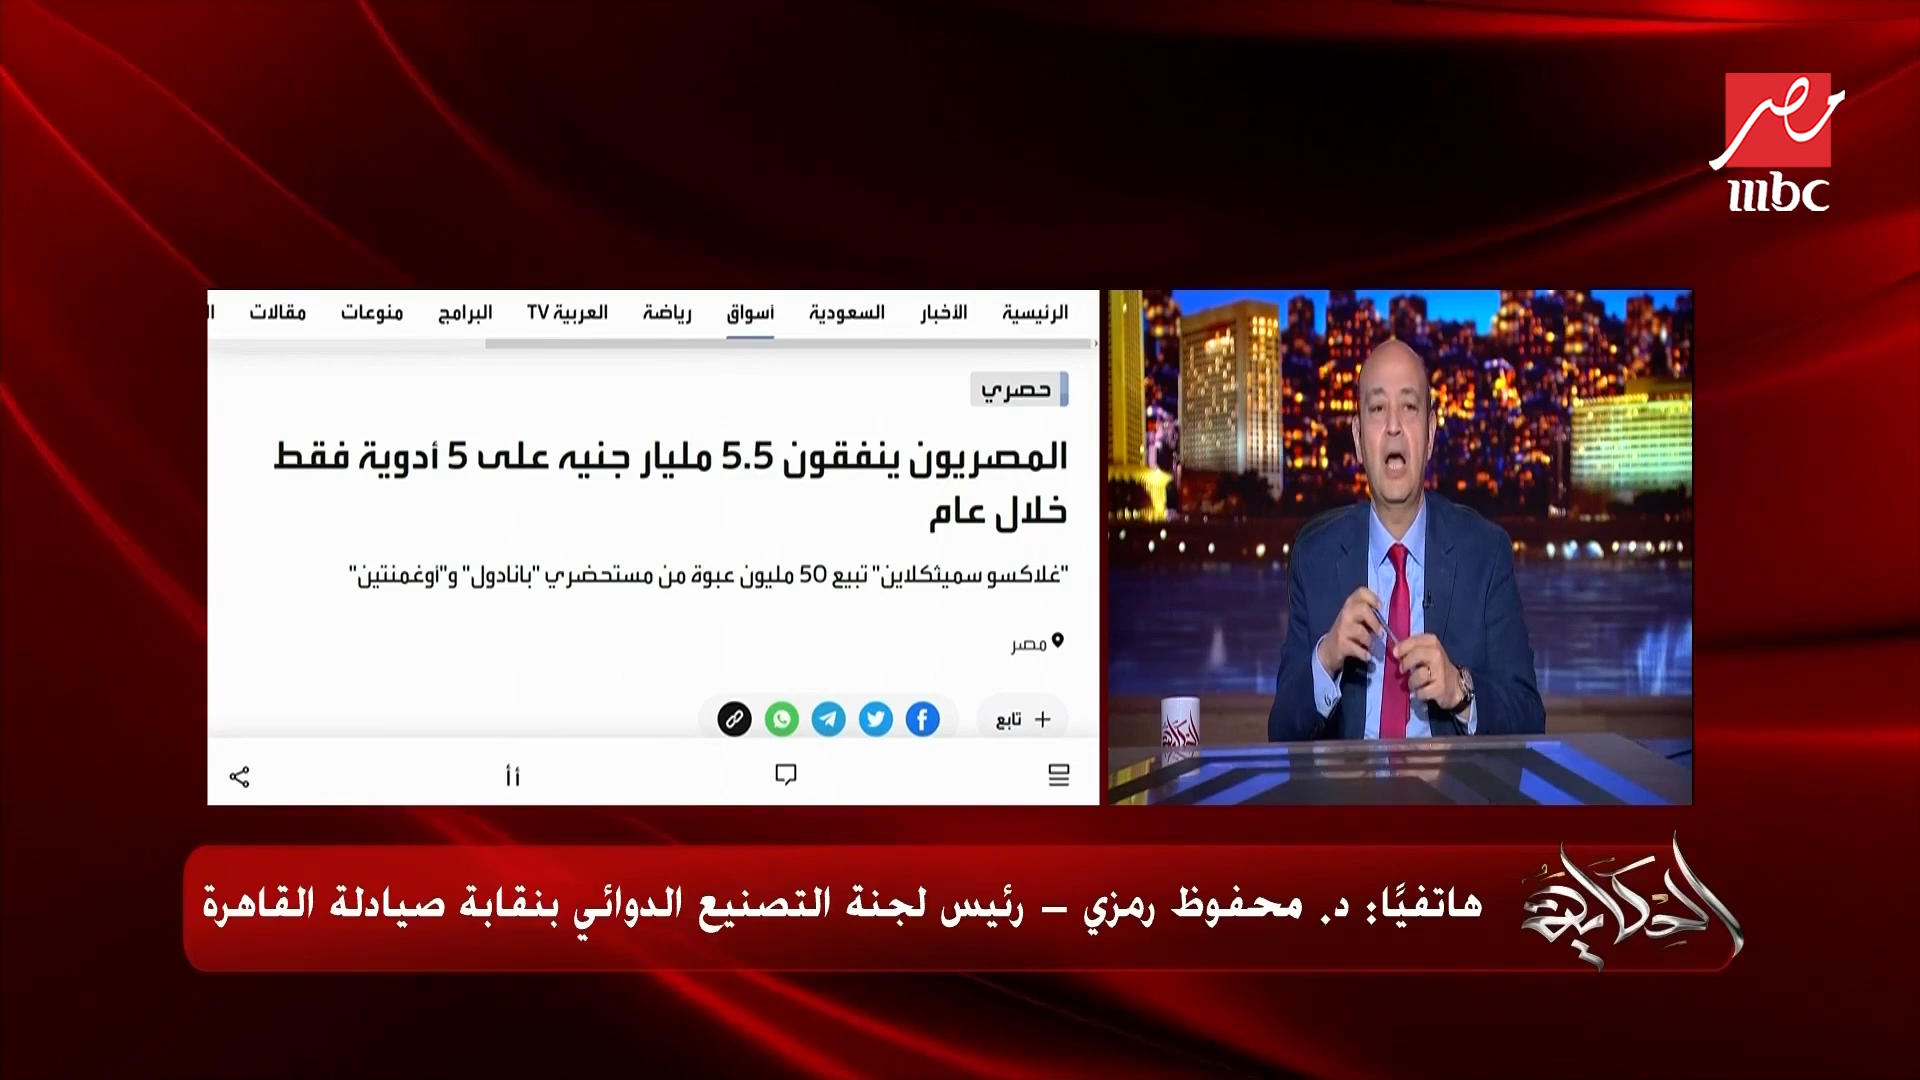 مصر
mbc
الرئيسية الأخبار السعودية أسواق رياضة العربية TV البرامج منوعات مقالات
حصري
المصريون ينفقون 5.5 مليار جنيه على 5 أدوية فقط
خلال عام
"غلاكسو سميثكلاين" تبيع 50 مليون عبوة من مستحضري "بانادول" و"أوغمنتين"
مصر
+ تابع
أأ
الحكاية
الحكاية
هاتفيًا: د. محفوظ رمزي – رئيس لجنة التصنيع الدوائي بنقابة صيادلة القاهرة